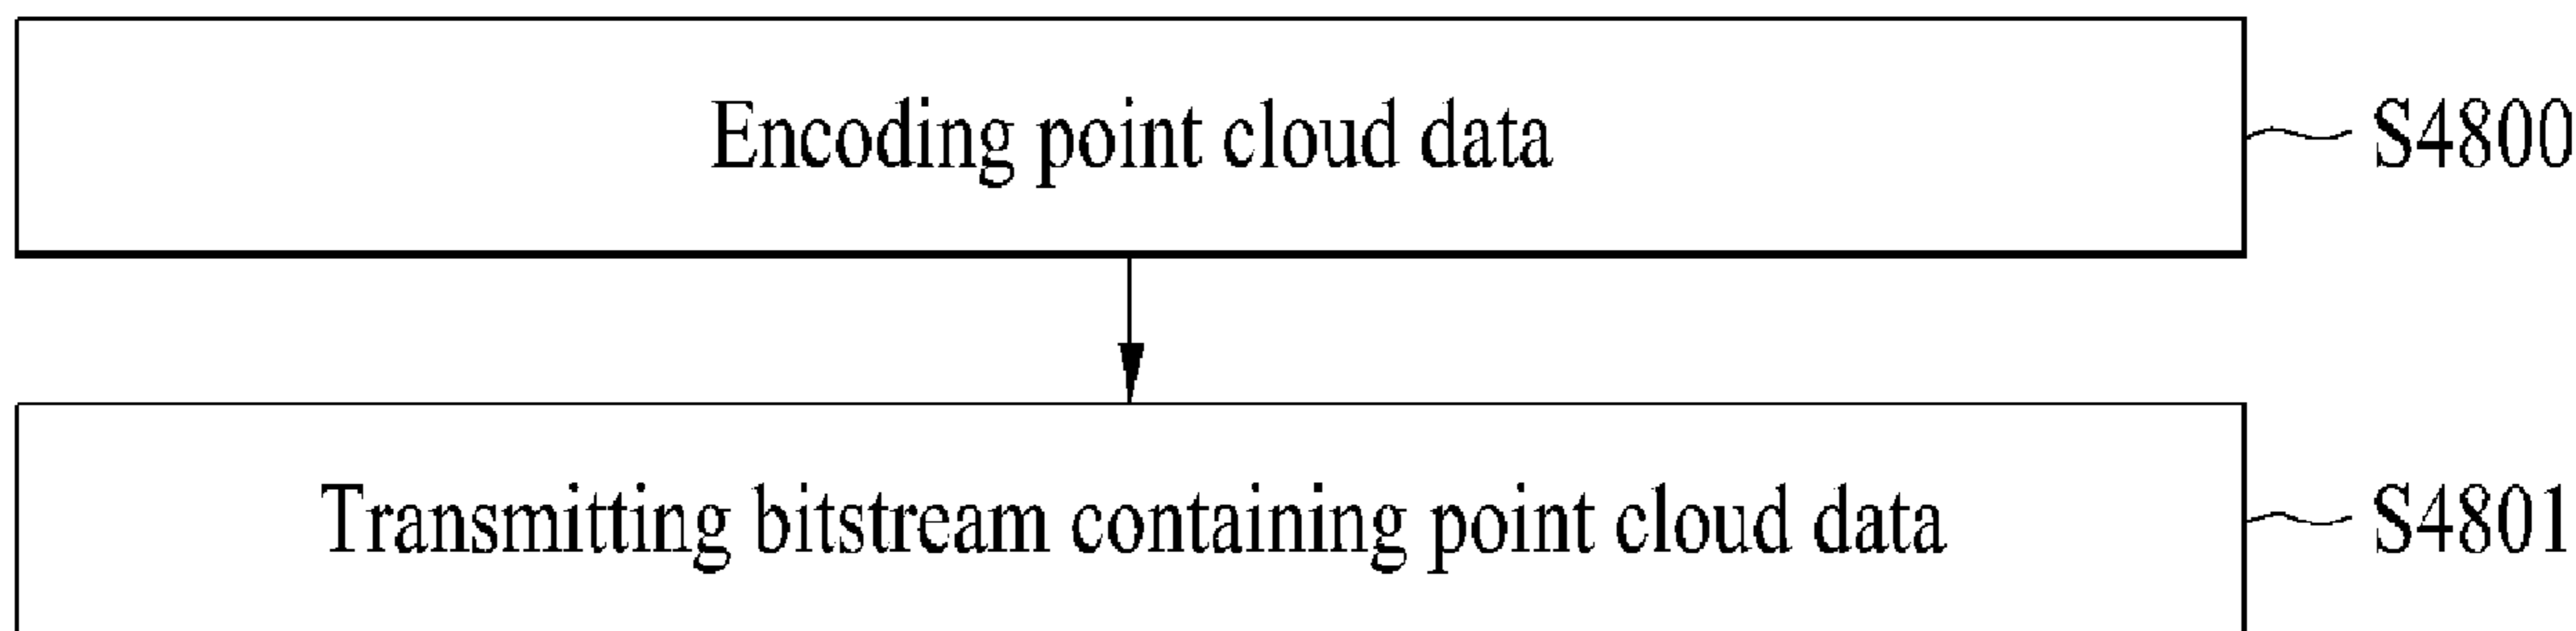 Encoding point cloud data
S4800
Transmitting bitstream containing point cloud data
S4801